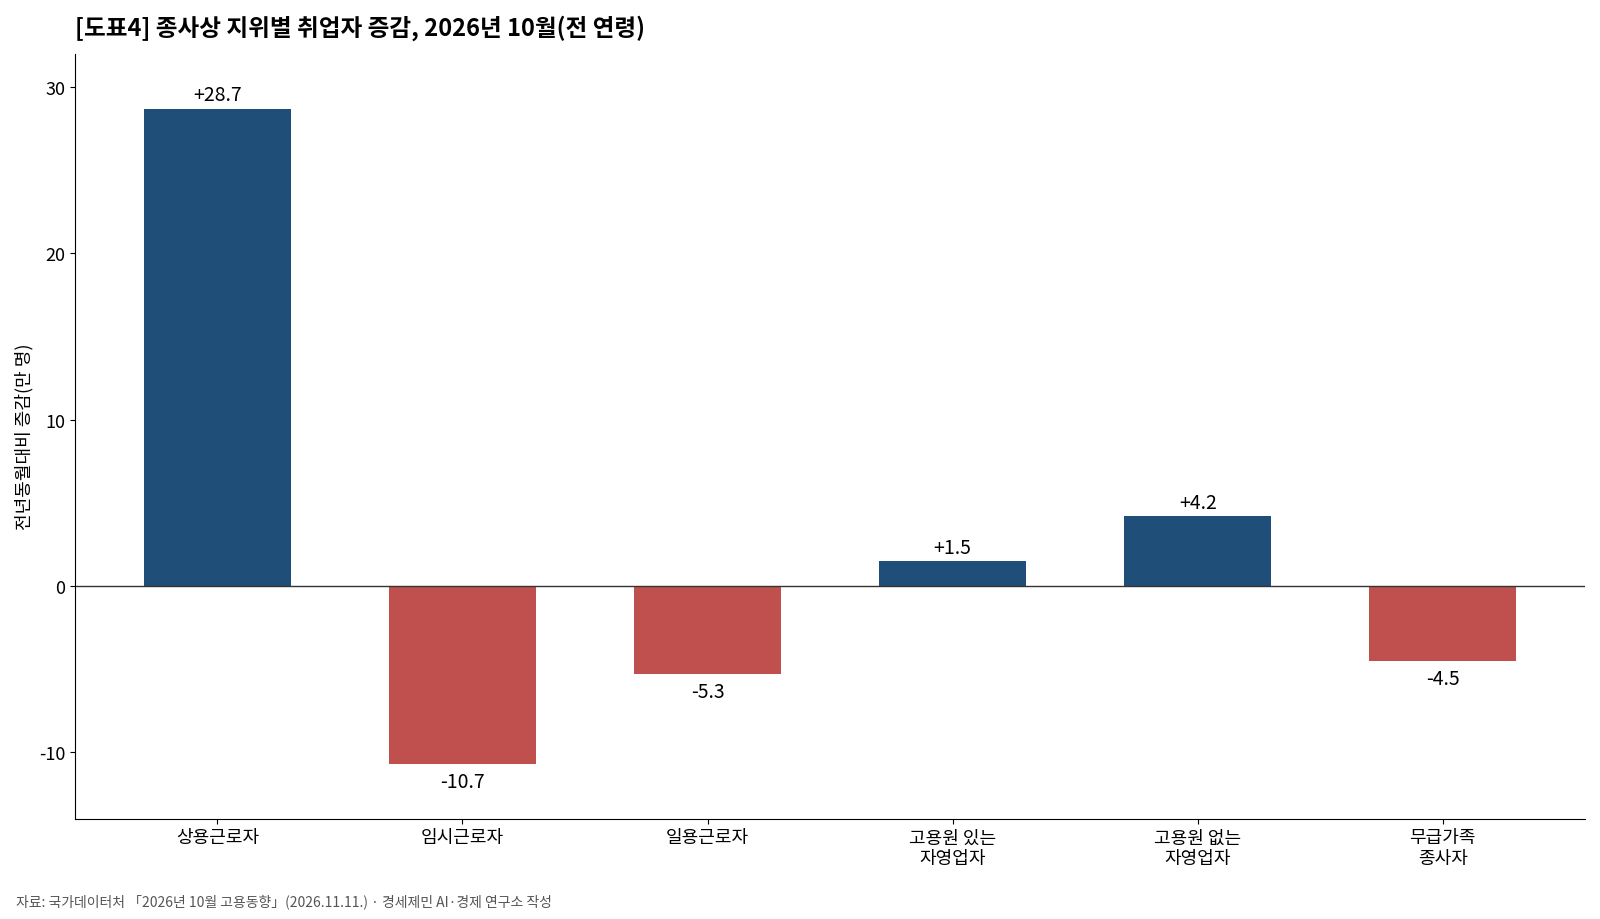 [도표4] 종사상 지위별 취업자 증감, 2026년 10월(전 연령)
전년동월대비 증감(만 명)
30
20
10
0
-10
+28.7
-10.7
-5.3
+1.5
+4.2
-4.5
상용근로자
임시근로자
일용근로자
고용원 있는
자영업자
고용원 없는
자영업자
무급가족
종사자
자료: 국가데이터처 「2026년 10월 고용동향」(2026.11.11.) · 경세제민 AI·경제 연구소 작성